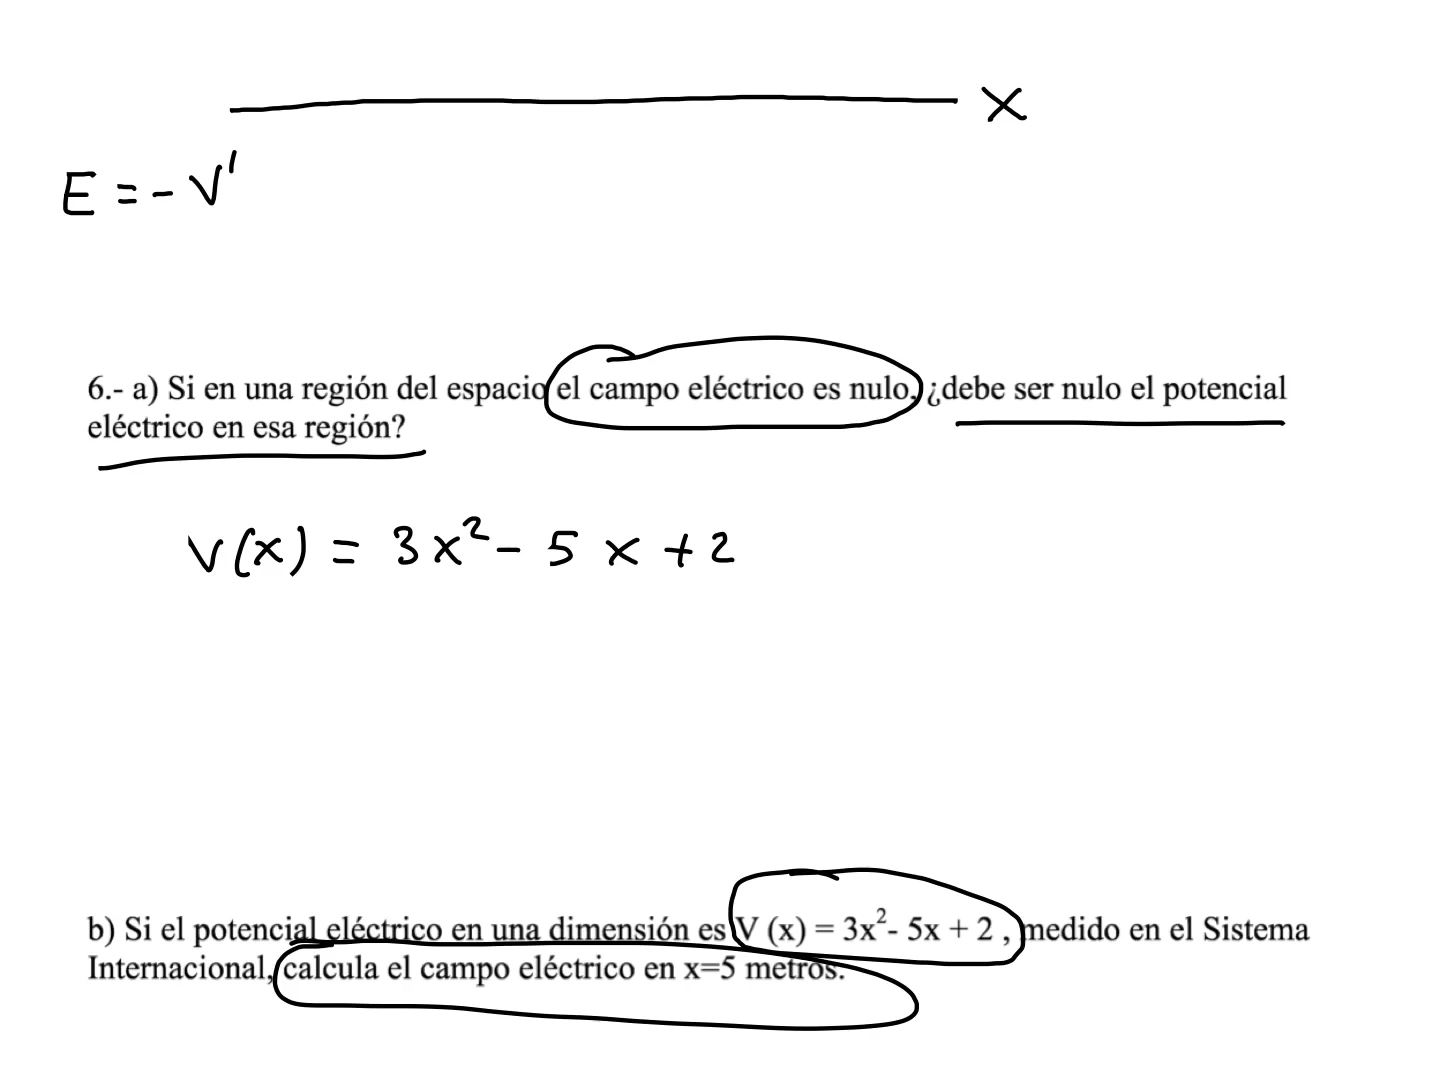 x
E = - V'
6.- a) Si en una región del espacio el campo eléctrico es nulo, ¿debe ser nulo el potencial
eléctrico en esa región?
V(x) = 3x² - 5x + 2
b) Si el potencial eléctrico en una dimensión es V (x) = 3x²- 5x + 2 , medido en el Sistema
Internacional, calcula el campo eléctrico en x=5 metros.